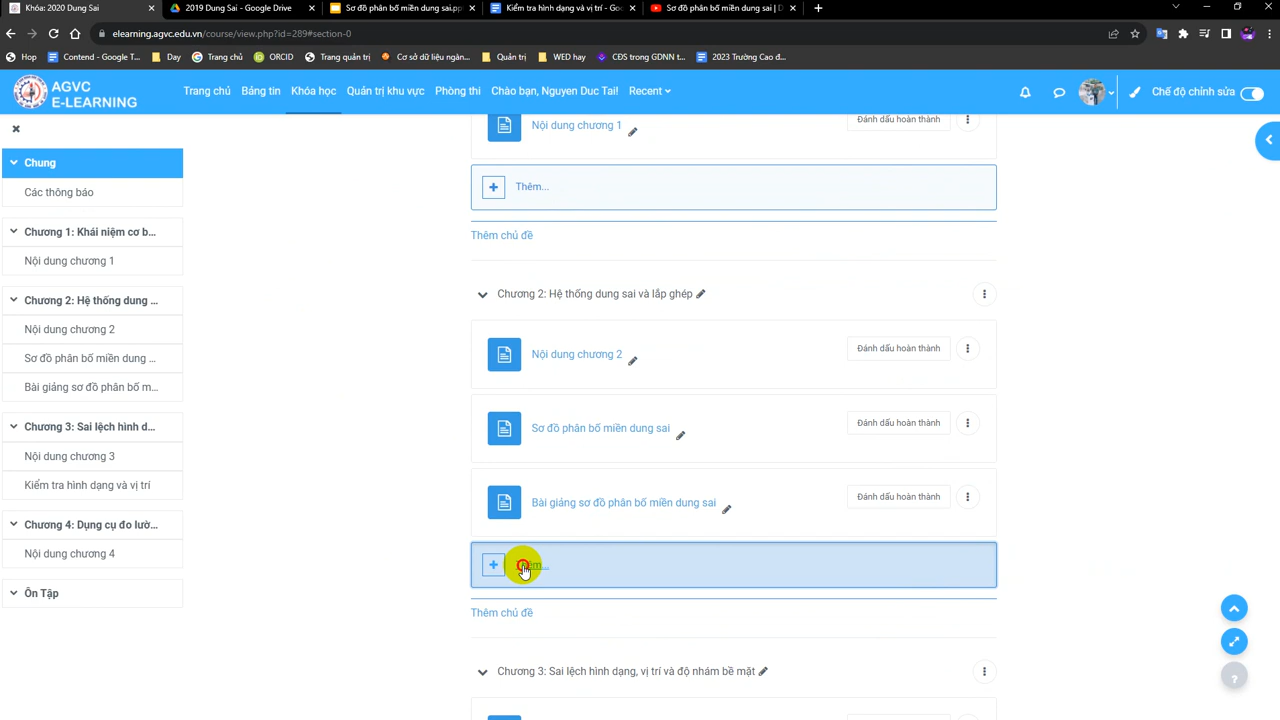 Khóa: 2020 Dung Sai
2019 Dung Sai - Google Drive
Sơ đồ phân bố miền dung sai.pp
Kiểm tra hình dạng và vị trí - Goo
Sơ đồ phân bố miền dung sai | D
elearning.agvc.edu.vn/course/view.php?id=289#section-0
Hop
Contend - Google T...
Day
Trang chủ
ORCID
Trang quản trị
Cơ sở dữ liệu ngân...
Quản trị
WED hay
CĐS trong GDNN t...
2023 Trường Cao đ...
AGVC
E-LEARNING
Trang chủ
Bảng tin
Khóa học
Quản trị khu vực
Phòng thi
Chào bạn, Nguyen Duc Tai!
Recent
Chế độ chỉnh sửa
Chung
Các thông báo
Chương 1: Khái niệm cơ b...
Nội dung chương 1
Chương 2: Hệ thống dung ...
Nội dung chương 2
Sơ đồ phân bố miền dung ...
Bài giảng sơ đồ phân bố m...
Chương 3: Sai lệch hình d...
Nội dung chương 3
Kiểm tra hình dạng và vị trí
Chương 4: Dụng cụ đo lườ...
Nội dung chương 4
Ôn Tập
Nội dung chương 1
Đánh dấu hoàn thành
Thêm...
Thêm chủ đề
Chương 2: Hệ thống dung sai và lắp ghép
Nội dung chương 2
Đánh dấu hoàn thành
Sơ đồ phân bố miền dung sai
Đánh dấu hoàn thành
Bài giảng sơ đồ phân bố miền dung sai
Đánh dấu hoàn thành
Thêm...
Thêm chủ đề
Chương 3: Sai lệch hình dạng, vị trí và độ nhám bề mặt